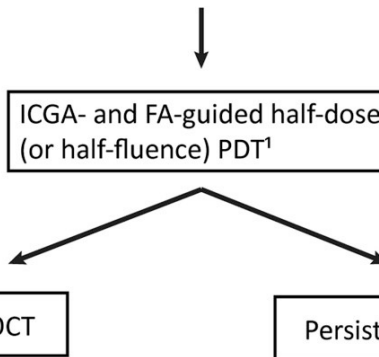 ICGA- and FA-guided half-dose
(or half-fluence) PDT¹
OCT
Persist